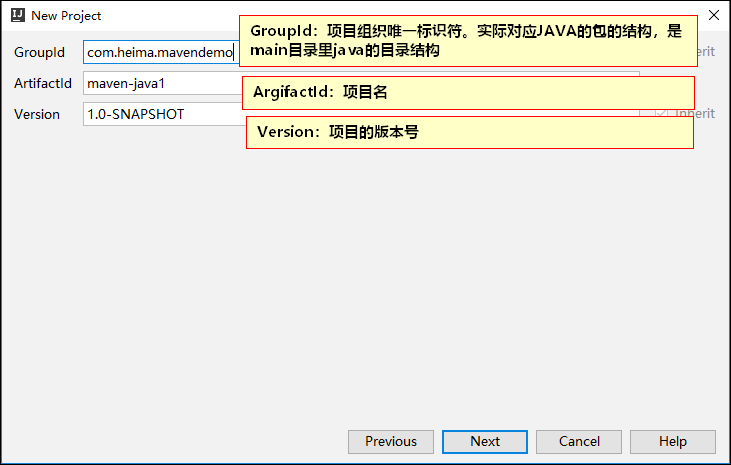 New Project
GroupId
com.heima.mavendemo
GroupId：项目组织唯一标识符。实际对应JAVA的包的结构，是
main目录里java的目录结构
ArtifactId
maven-java1
ArgifactId：项目名
Version
1.0-SNAPSHOT
Version：项目的版本号
Inherit
Previous
Next
Cancel
Help